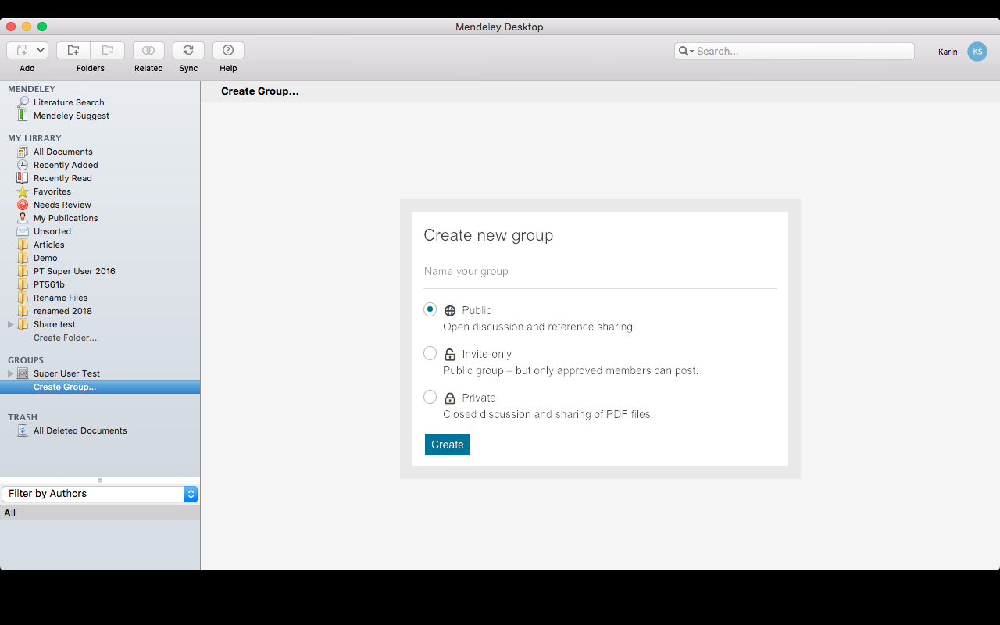 Mendeley Desktop
Add
Folders
Related
Sync
Help
Search...
Karin
KS
MENDELEY
Literature Search
Mendeley Suggest
MY LIBRARY
All Documents
Recently Added
Recently Read
Favorites
Needs Review
My Publications
Unsorted
Articles
Demo
PT Super User 2016
PT561b
Rename Files
renamed 2018
Share test
Create Folder...
GROUPS
Super User Test
Create Group...
TRASH
All Deleted Documents
Filter by Authors
All
Create Group...
Create new group
Name your group
Public
Open discussion and reference sharing.
Invite-only
Public group – but only approved members can post.
Private
Closed discussion and sharing of PDF files.
Create